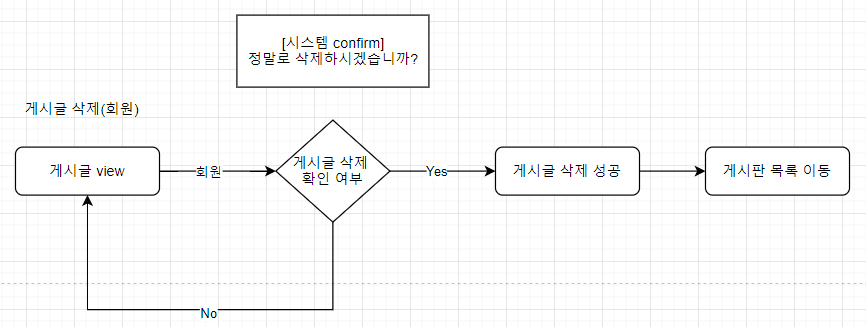 [시스템 confirm]
정말로 삭제하시겠습니까?
게시글 삭제(회원)
게시글 view
회원
게시글 삭제
확인 여부
Yes
게시글 삭제 성공
게시판 목록 이동
No